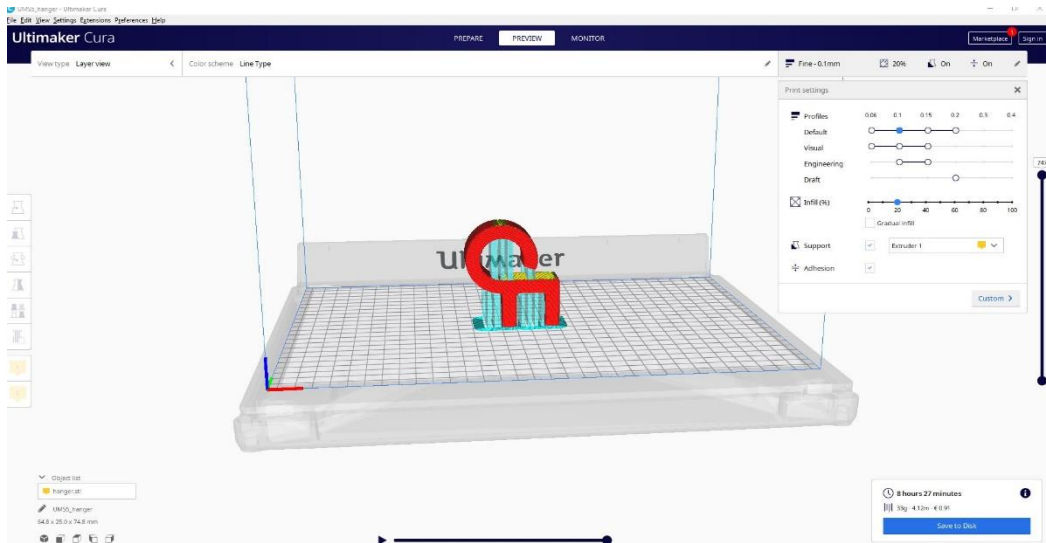 UMS5_hanger - Ultimaker Cura
File Edit View Settings Extensions Preferences Help
Ultimaker Cura
PREPARE PREVIEW MONITOR
Marketplace 1 Sign in
View type Layer view
Color scheme Line Type
Fine - 0.1mm 20% On On
Print settings
Profiles 0.06 0.1 0.15 0.2 0.3 0.4
Default
Visual
Engineering
Draft
Infill (%)
0 20 40 60 80 100
Gradual infill
Support Extruder 1
Adhesion
Custom
Object list
hanger.stl
UMS5_hanger
64.8 x 25.0 x 74.8 mm
8 hours 27 minutes
33g · 4.12m · € 0.91
Save to Disk